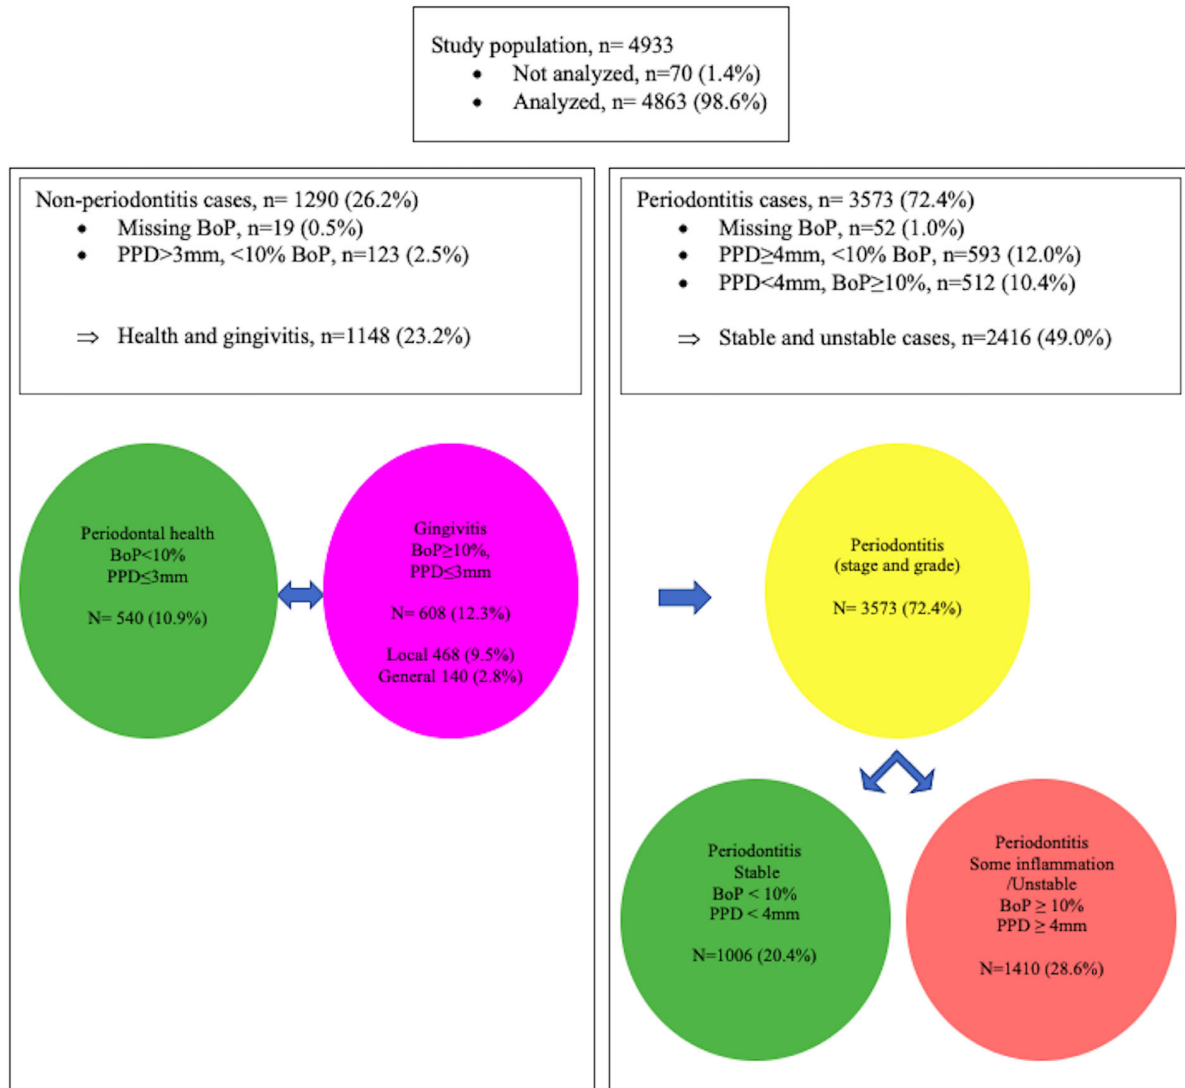 Study population, n= 4933
• Not analyzed, n=70 (1.4%)
• Analyzed, n= 4863 (98.6%)
Non-periodontitis cases, n= 1290 (26.2%)
• Missing BoP, n=19 (0.5%)
• PPD>3mm, <10% BoP, n=123 (2.5%)
⇒ Health and gingivitis, n=1148 (23.2%)
Periodontitis cases, n= 3573 (72.4%)
• Missing BoP, n=52 (1.0%)
• PPD≥4mm, <10% BoP, n=593 (12.0%)
• PPD<4mm, BoP≥10%, n=512 (10.4%)
⇒ Stable and unstable cases, n=2416 (49.0%)
Periodontal health
BoP<10%
PPD≤3mm
N= 540 (10.9%)
Gingivitis
BoP≥10%,
PPD≤3mm
N= 608 (12.3%)
Local 468 (9.5%)
General 140 (2.8%)
Periodontitis
(stage and grade)
N= 3573 (72.4%)
Periodontitis
Stable
BoP < 10%
PPD < 4mm
N=1006 (20.4%)
Periodontitis
Some inflammation
/Unstable
BoP ≥ 10%
PPD ≥ 4mm
N=1410 (28.6%)